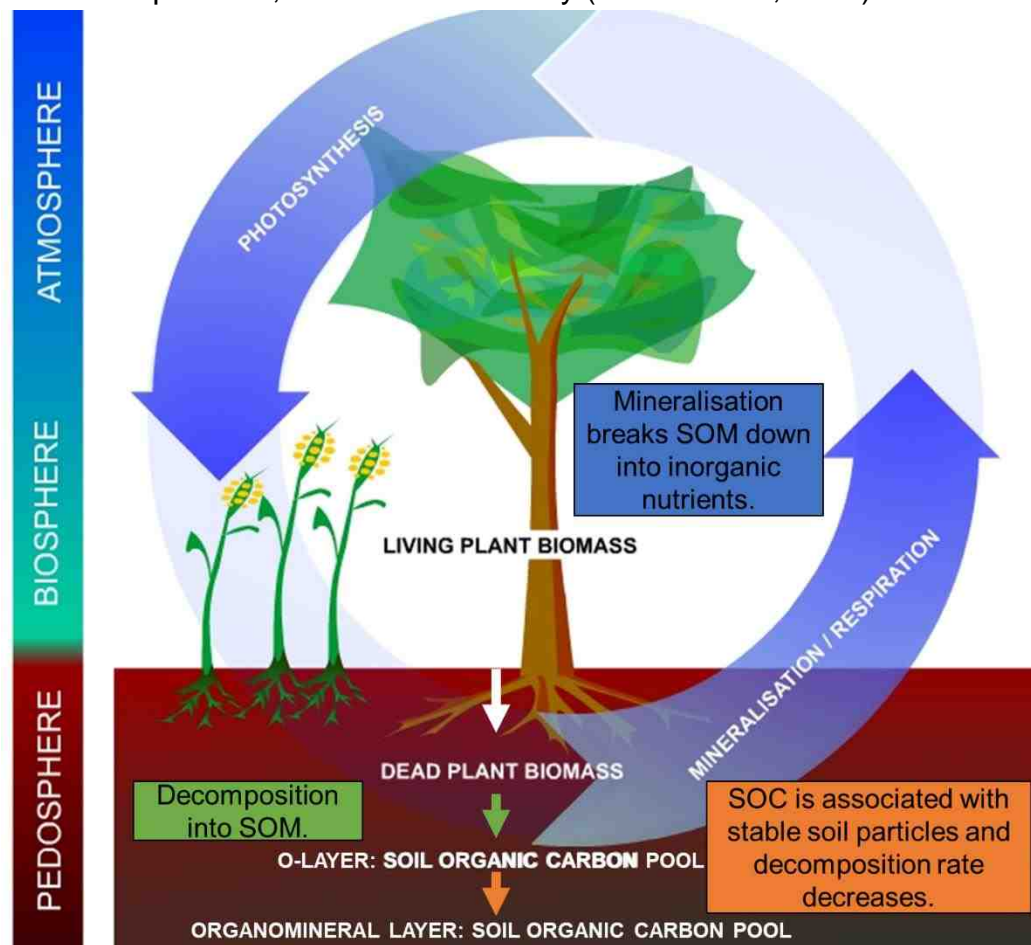 ATMOSPHERE
BIOSPHERE
PEDOSPHERE
PHOTOSYNTHESIS
Mineralisation
breaks SOM down
into inorganic
nutrients.
LIVING PLANT BIOMASS
MINERALISATION / RESPIRATION
DEAD PLANT BIOMASS
Decomposition
into SOM.
SOC is associated with
stable soil particles and
decomposition rate
decreases.
O-LAYER: SOIL ORGANIC CARBON POOL
ORGANOMINERAL LAYER: SOIL ORGANIC CARBON POOL